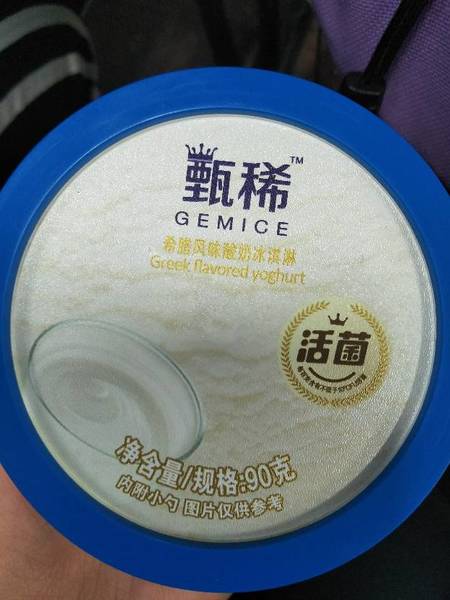 甄稀™
GEMICE
希腊风味酸奶冰淇淋
Greek flavored yoghurt
活菌
净含量/规格:90克
内附小勺 图片仅供参考